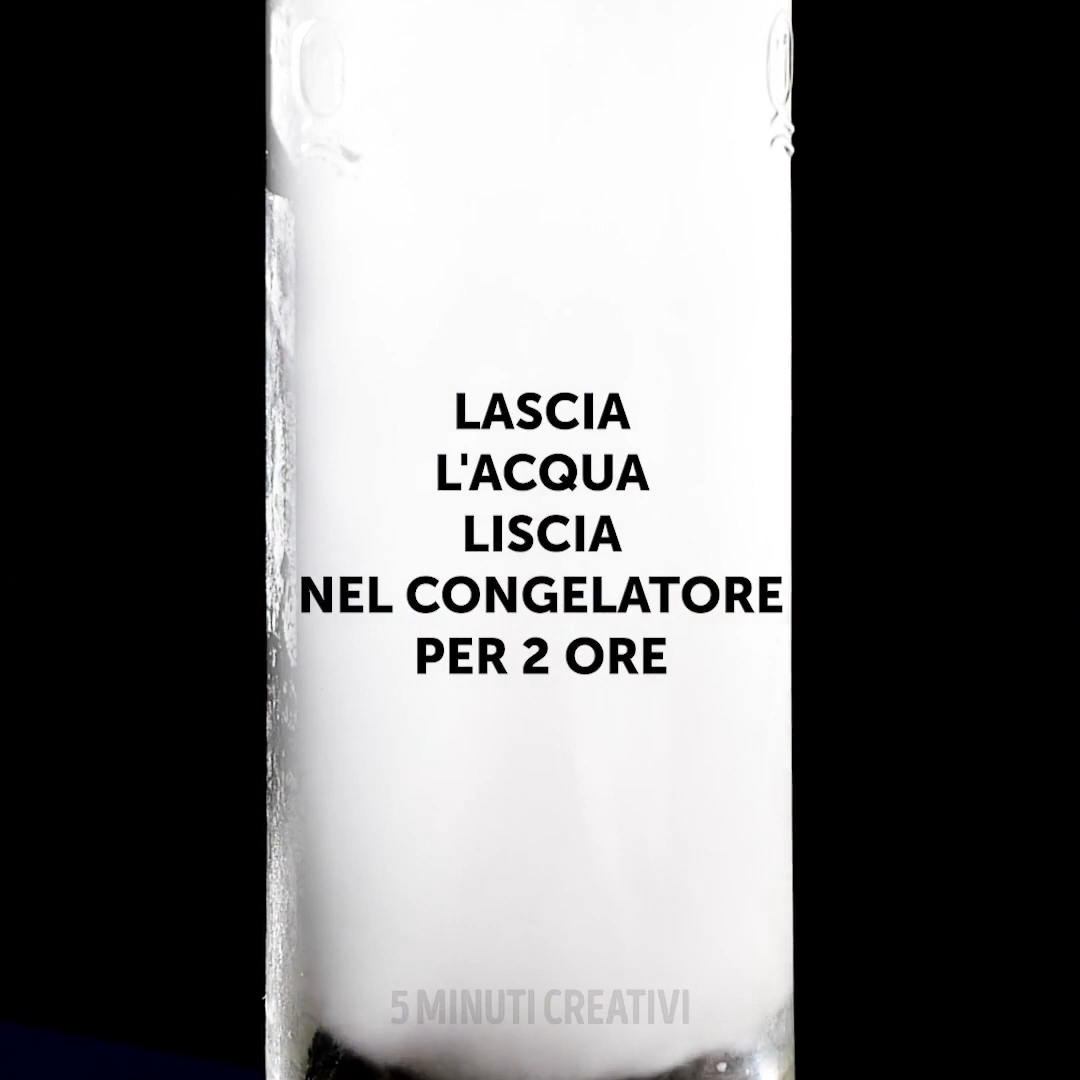 LASCIA
L'ACQUA
LISCIA
NEL CONGELATORE
PER 2 ORE
5 MINUTI CREATIVI